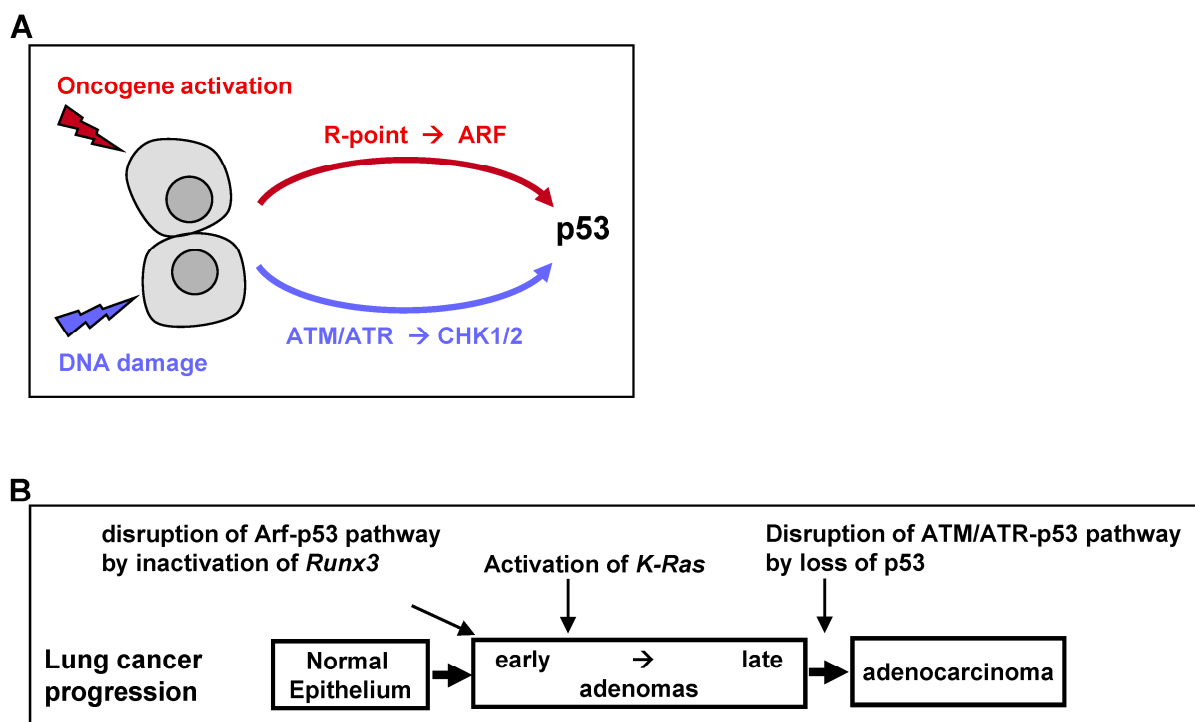 A
Oncogene activation
R-point → ARF
p53
ATM/ATR → CHK1/2
DNA damage
B
disruption of Arf-p53 pathway
by inactivation of Runx3
Activation of K-Ras
Disruption of ATM/ATR-p53 pathway
by loss of p53
Lung cancer
progression
Normal
Epithelium
early → late
adenomas
adenocarcinoma